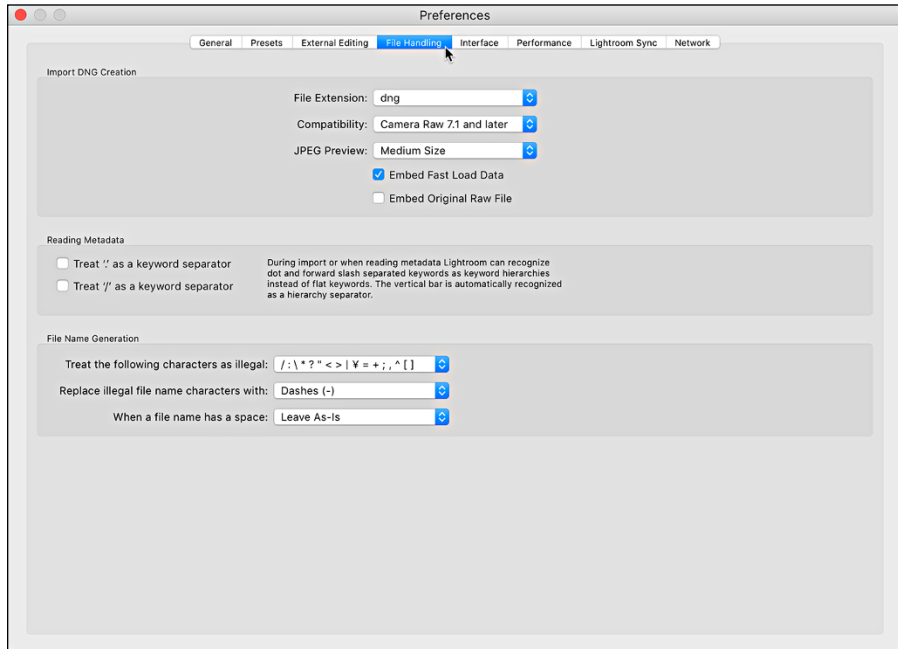 Preferences
General Presets External Editing File Handling Interface Performance Lightroom Sync Network
Import DNG Creation
File Extension: dng
Compatibility: Camera Raw 7.1 and later
JPEG Preview: Medium Size
Embed Fast Load Data
Embed Original Raw File
Reading Metadata
Treat '.' as a keyword separator
Treat '/' as a keyword separator
During import or when reading metadata Lightroom can recognize
dot and forward slash separated keywords as keyword hierarchies
instead of flat keywords. The vertical bar is automatically recognized
as a hierarchy separator.
File Name Generation
Treat the following characters as illegal: / : \ * ? " < > | ¥ = + ; , ^ [ ]
Replace illegal file name characters with: Dashes (-)
When a file name has a space: Leave As-Is